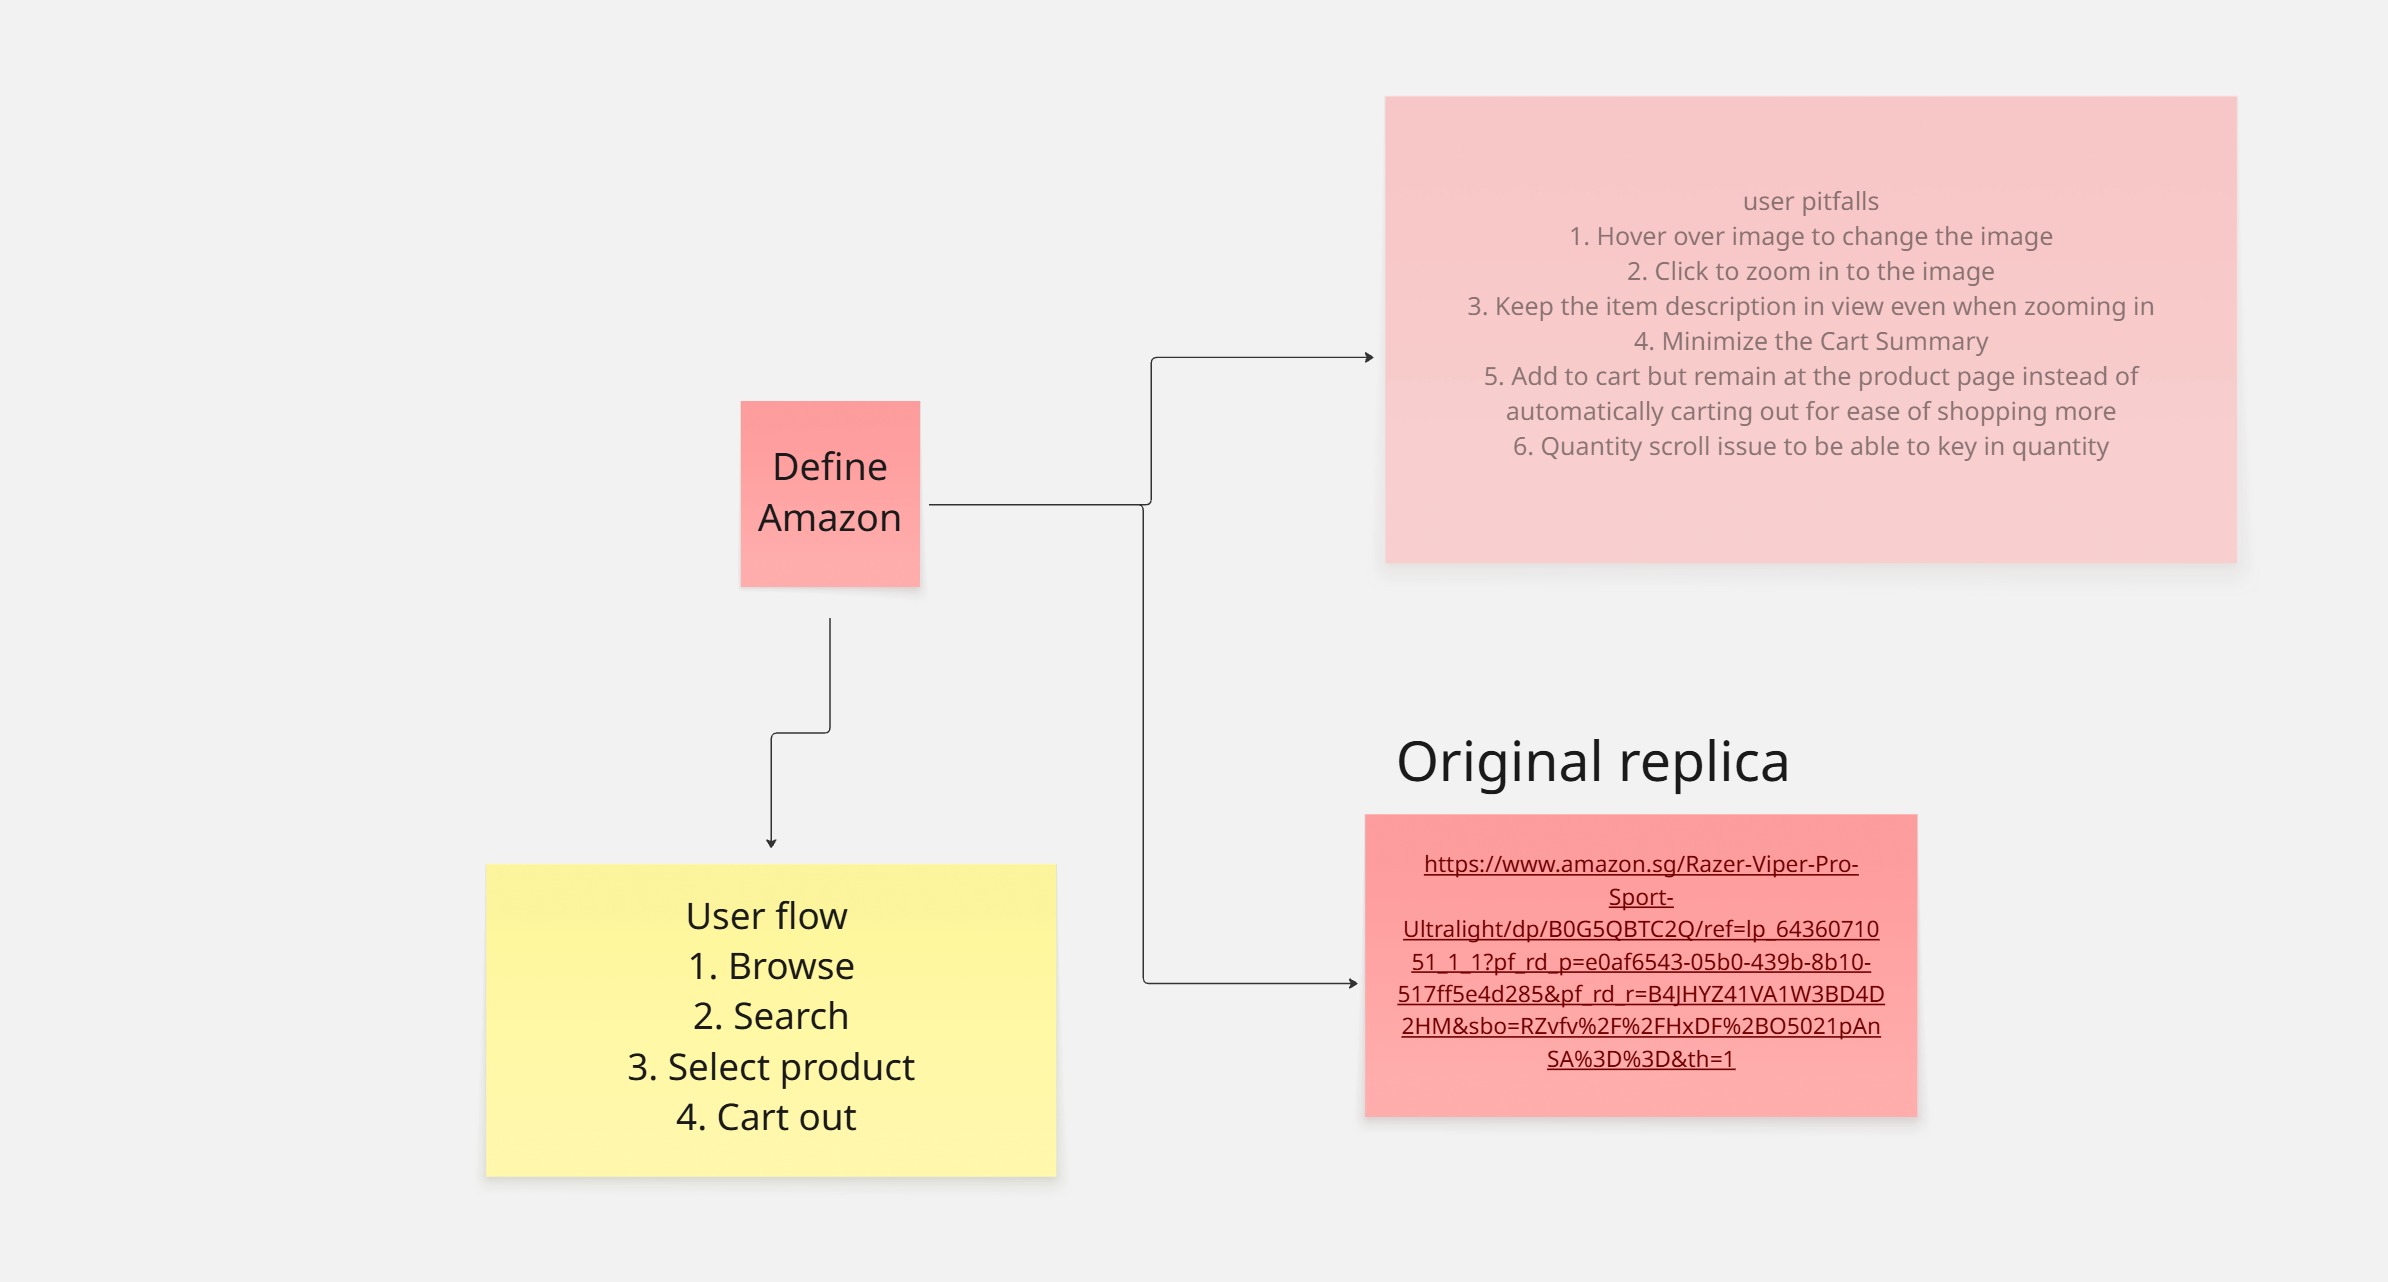 user pitfalls
1. Hover over image to change the image
2. Click to zoom in to the image
3. Keep the item description in view even when zooming in
4. Minimize the Cart Summary
5. Add to cart but remain at the product page instead of
automatically carting out for ease of shopping more
6. Quantity scroll issue to be able to key in quantity
Define
Amazon
Original replica
https://www.amazon.sg/Razer-Viper-Pro-
Sport-
Ultralight/dp/B0G5QBTC2Q/ref=lp_64360710
51_1_1?pf_rd_p=e0af6543-05b0-439b-8b10-
517ff5e4d285&pf_rd_r=B4JHYZ41VA1W3BD4D
2HM&sbo=RZvfv%2F%2FHxDF%2BO5021pAn
SA%3D%3D&th=1
User flow
1. Browse
2. Search
3. Select product
4. Cart out